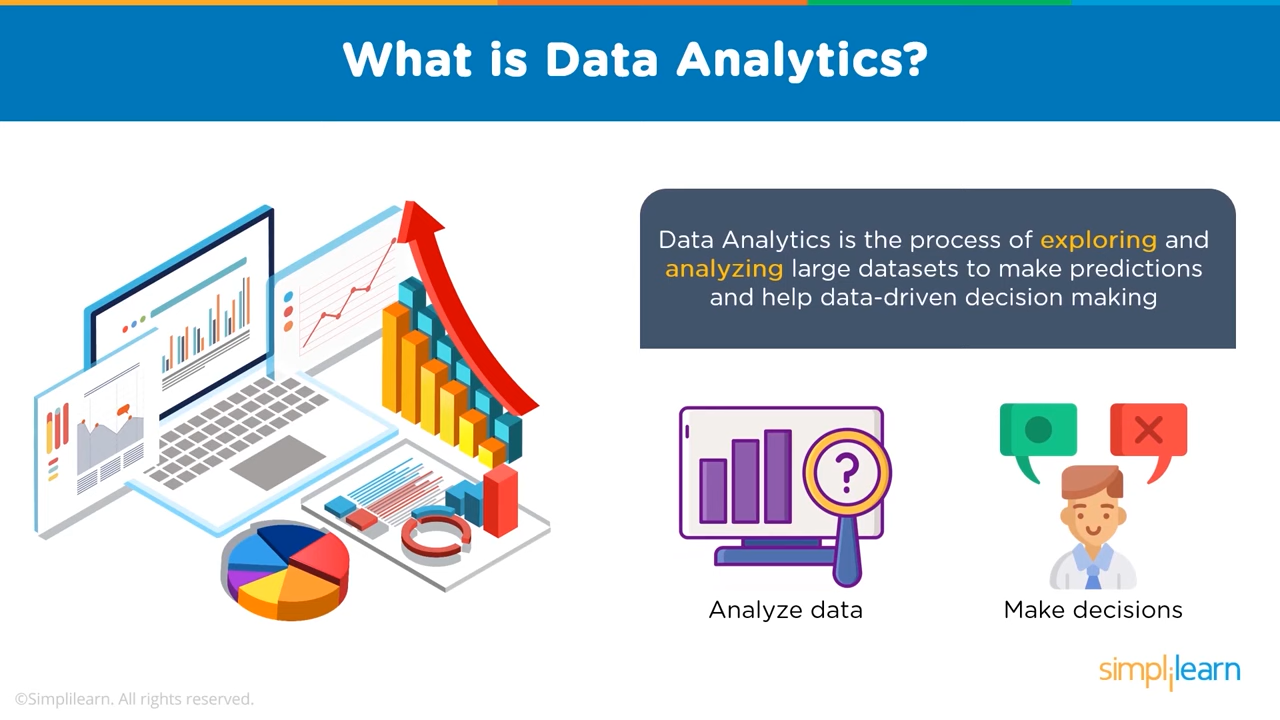 What is Data Analytics?
Data Analytics is the process of exploring and
analyzing large datasets to make predictions
and help data-driven decision making
?
Analyze data
Make decisions
simplilearn
©Simplilearn. All rights reserved.